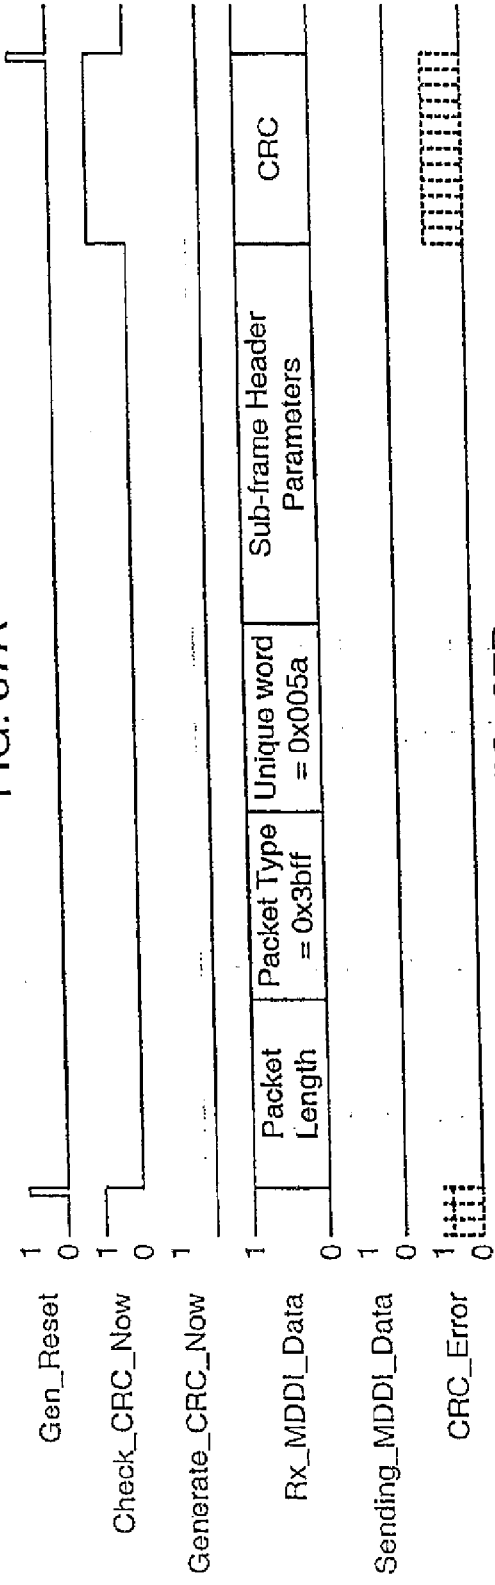 Gen_Reset
1
0
Check_CRC_Now
1
0
Generate_CRC_Now
1
Rx_MDDI_Data
1
0
Packet
Length
Packet Type
= 0x3bff
Unique word
= 0x005a
Sub-frame Header
Parameters
CRC
Sending_MDDI_Data
1
0
CRC_Error
1
0